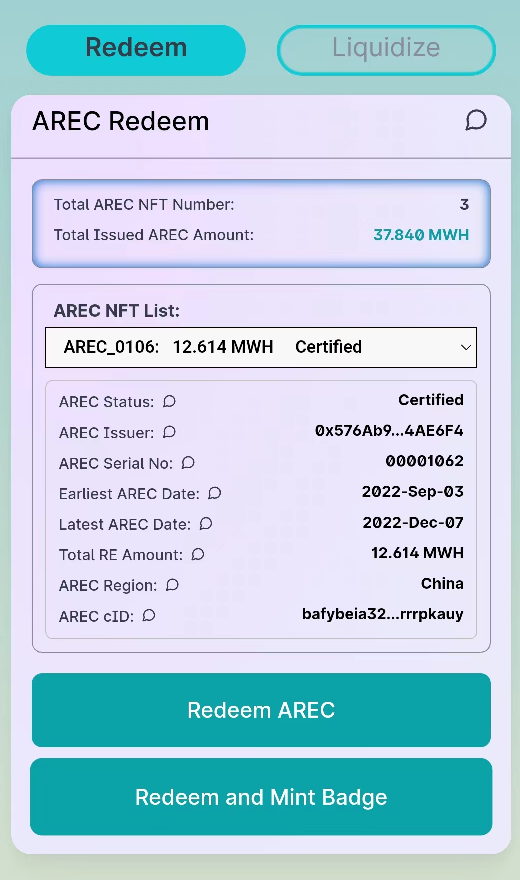 Redeem Liquidize
AREC Redeem
Total AREC NFT Number: 3
Total Issued AREC Amount: 37.840 MWH
AREC NFT List:
AREC_0106: 12.614 MWH Certified
AREC Status: Certified
AREC Issuer: 0x576Ab9...4AE6F4
AREC Serial No: 00001062
Earliest AREC Date: 2022-Sep-03
Latest AREC Date: 2022-Dec-07
Total RE Amount: 12.614 MWH
AREC Region: China
AREC cID: bafybeia32...rrrpkauy
Redeem AREC
Redeem and Mint Badge